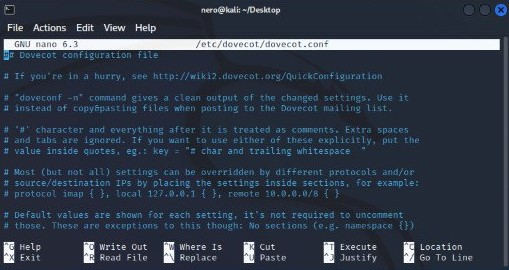 nero@kali: ~/Desktop
File Actions Edit View Help
GNU nano 6.3 /etc/dovecot/dovecot.conf
## Dovecot configuration file
# If you're in a hurry, see http://wiki2.dovecot.org/QuickConfiguration
# "doveconf -n" command gives a clean output of the changed settings. Use it
# instead of copy&pasting files when posting to the Dovecot mailing list.
# '#' character and everything after it is treated as comments. Extra spaces
# and tabs are ignored. If you want to use either of these explicitly, put the
# value inside quotes, eg.: key = "# char and trailing whitespace "
# Most (but not all) settings can be overridden by different protocols and/or
# source/destination IPs by placing the settings inside sections, for example:
# protocol imap { }, local 127.0.0.1 { }, remote 10.0.0.0/8 { }
# Default values are shown for each setting, it's not required to uncomment
# those. These are exceptions to this though: No sections (e.g. namespace {})
^G Help ^O Write Out ^W Where Is ^K Cut ^T Execute ^C Location
^X Exit ^R Read File ^\ Replace ^U Paste ^J Justify ^/ Go To Line